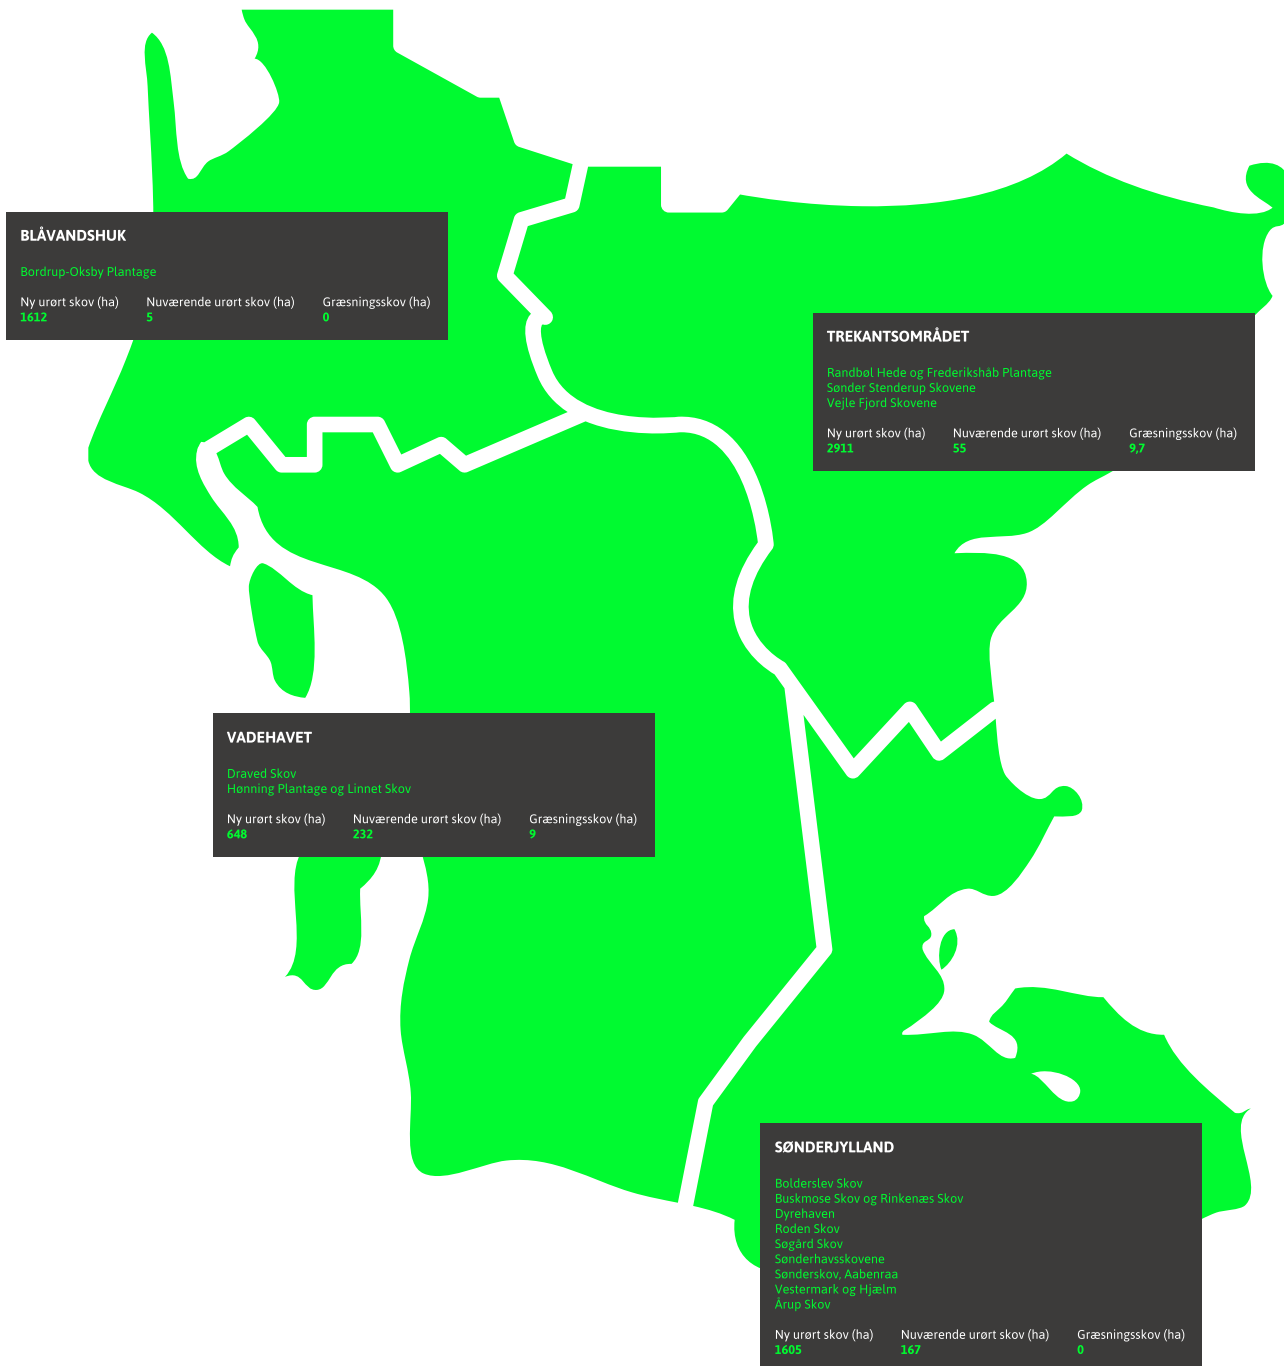 BLÅVANDSHUK
Bordrup-Oksby Plantage
Ny urørt skov (ha) Nuværende urørt skov (ha) Græsningsskov (ha)
1612 5 0
TREKANTSOMRÅDET
Randbøl Hede og Frederikshåb Plantage
Sønder Stenderup Skovene
Vejle Fjord Skovene
Ny urørt skov (ha) Nuværende urørt skov (ha) Græsningsskov (ha)
2911 55 9,7
VADEHAVET
Draved Skov
Hønning Plantage og Linnet Skov
Ny urørt skov (ha) Nuværende urørt skov (ha) Græsningsskov (ha)
648 232 9
SØNDERJYLLAND
Bolderslev Skov
Buskmose Skov og Rinkenæs Skov
Dyrehaven
Roden Skov
Søgård Skov
Sønderhavsskovene
Sønderskov, Aabenraa
Vestermark og Hjælm
Årup Skov
Ny urørt skov (ha) Nuværende urørt skov (ha) Græsningsskov (ha)
1605 167 0